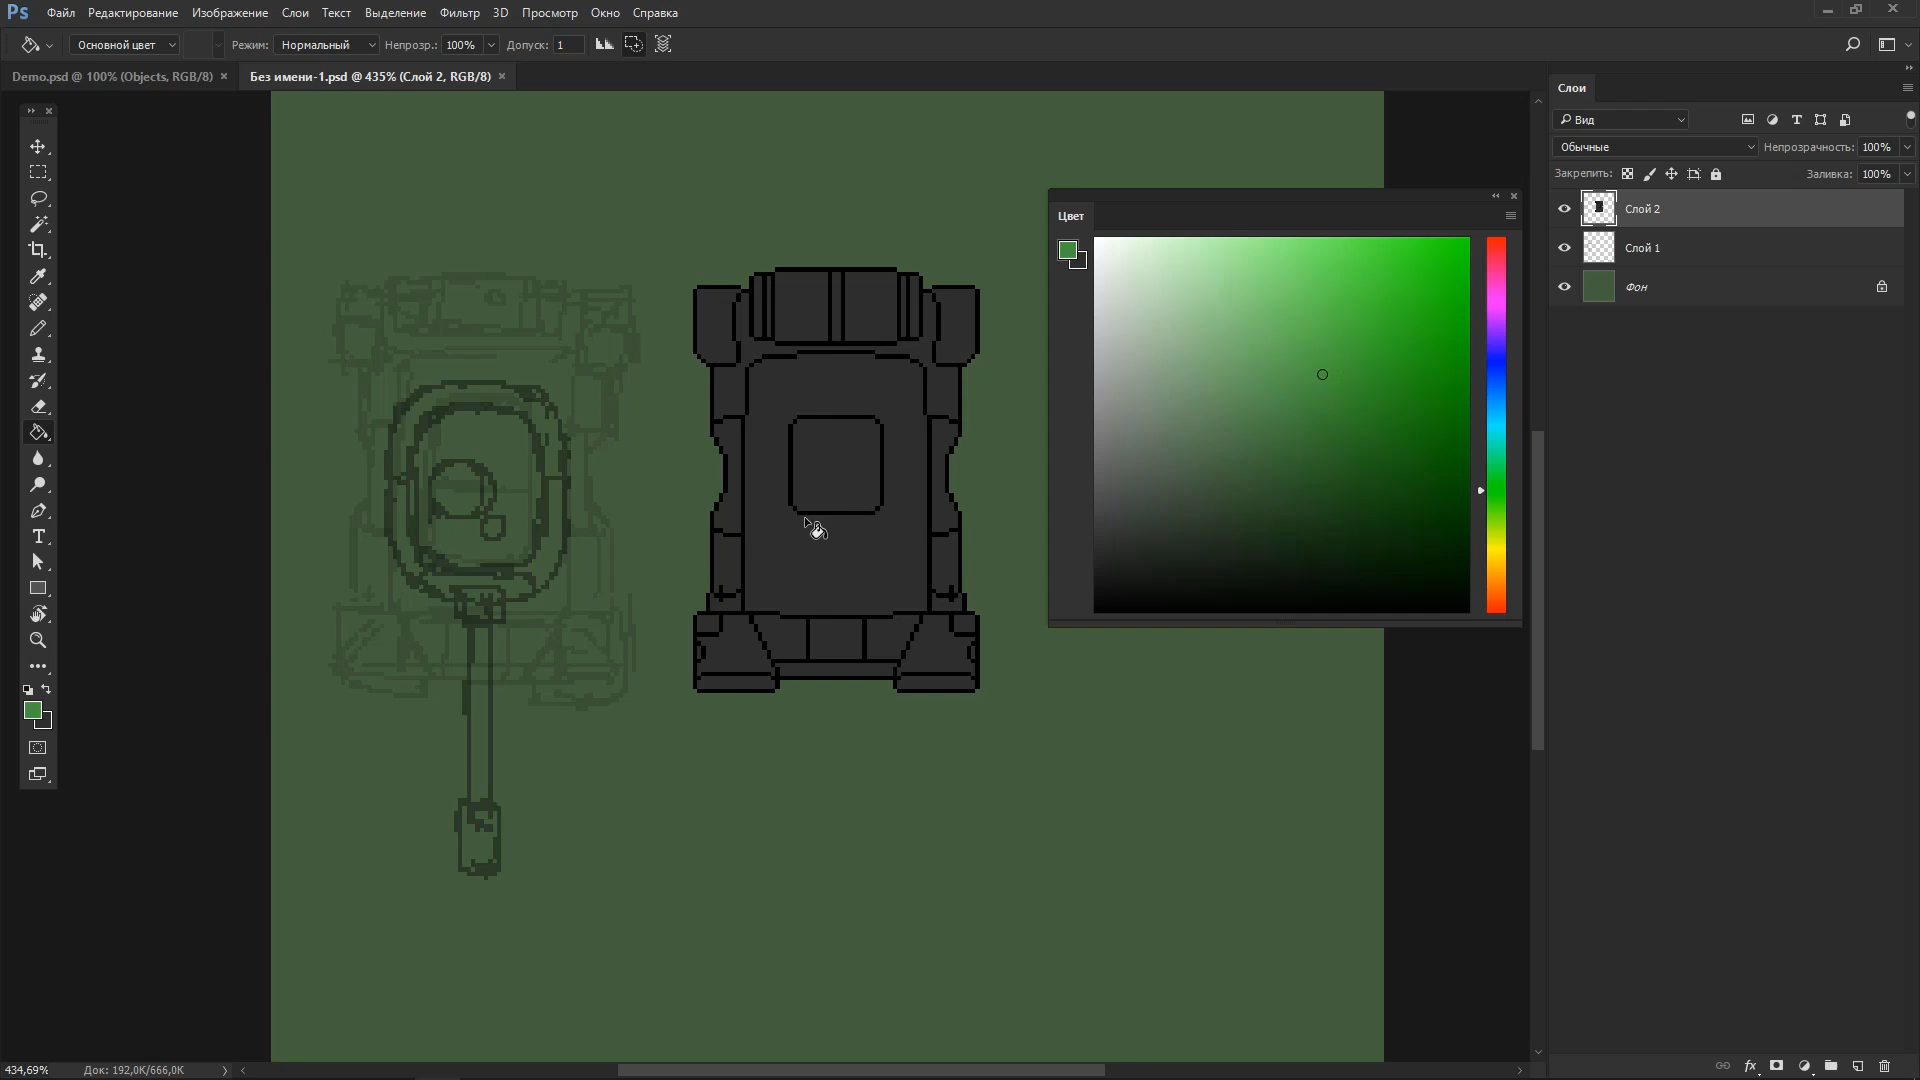 Ps Файл Редактирование Изображение Слои Текст Выделение Фильтр 3D Просмотр Окно Справка
Основной цвет Режим: Нормальный Непрозр.: 100% Допуск: 1
Demo.psd @ 100% (Objects, RGB/8) Без имени-1.psd @ 435% (Слой 2, RGB/8)
Слои
Вид
Обычные Непрозрачность: 100%
Закрепить: Заливка: 100%
Слой 2
Цвет
Слой 1
Фон
434,69% Док: 192,0K/666,0K